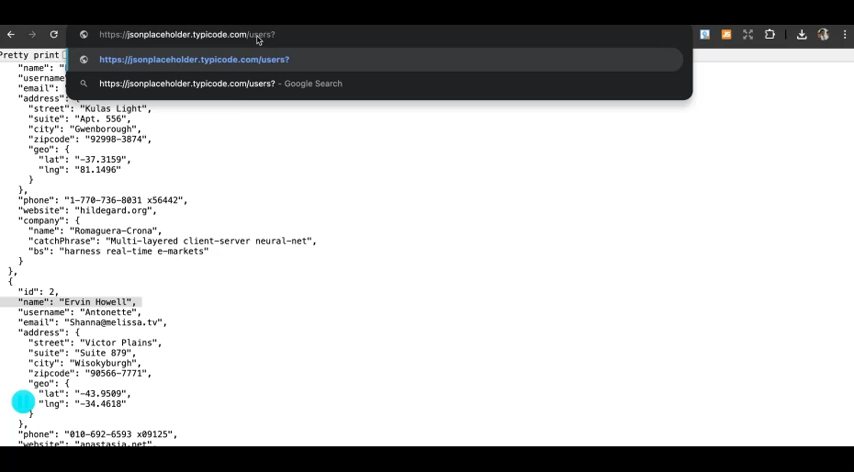 https://jsonplaceholder.typicode.com/users?
Pretty print
https://jsonplaceholder.typicode.com/users?
https://jsonplaceholder.typicode.com/users? - Google Search
"name": "
"username
"email": "
"address": {
"street": "Kulas Light",
"suite": "Apt. 556",
"city": "Gwenborough",
"zipcode": "92998-3874",
"geo": {
"lat": "-37.3159",
"lng": "81.1496"
}
},
"phone": "1-770-736-8031 x56442",
"website": "hildegard.org",
"company": {
"name": "Romaguera-Crona",
"catchPhrase": "Multi-layered client-server neural-net",
"bs": "harness real-time e-markets"
}
},
{
"id": 2,
"name": "Ervin Howell",
"username": "Antonette",
"email": "Shanna@melissa.tv",
"address": {
"street": "Victor Plains",
"suite": "Suite 879",
"city": "Wisokyburgh",
"zipcode": "90566-7771",
"geo": {
"lat": "-43.9509",
"lng": "-34.4618"
}
},
"phone": "010-692-6593 x09125",
"website": "anastasia.net",